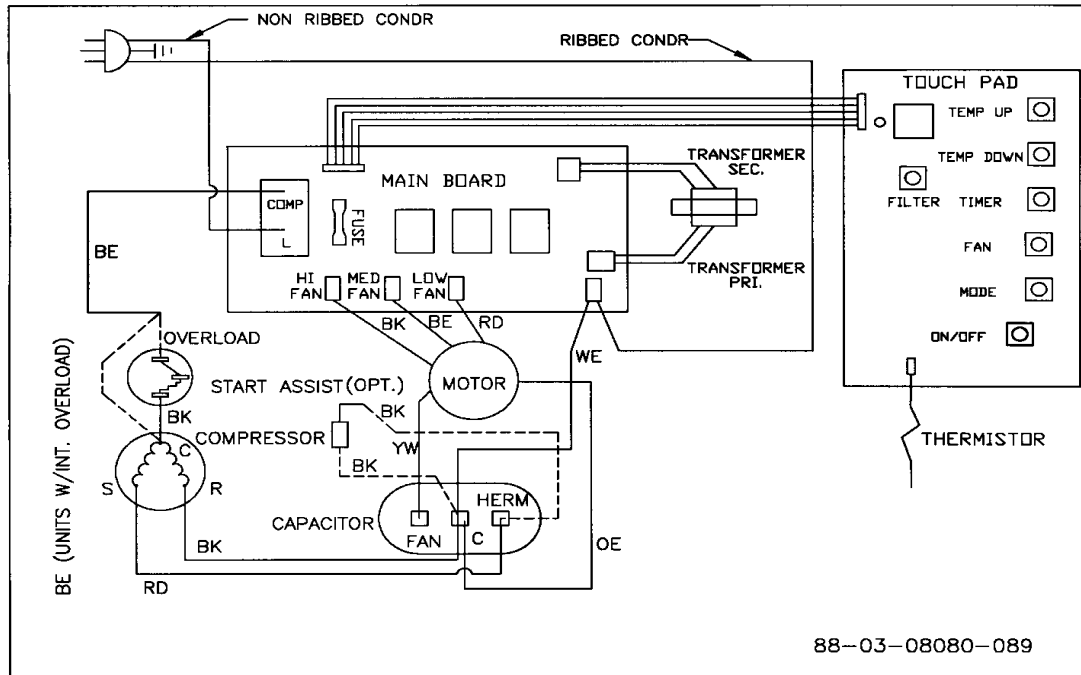 NON RIBBED CONDR
RIBBED CONDR
TOUCH PAD
TEMP UP
TEMP DOWN
FILTER
TIMER
FAN
MODE
ON/OFF
THERMISTOR
TRANSFORMER
SEC.
TRANSFORMER
PRI.
MAIN BOARD
COMP
L
FUSE
HI
FAN
MED
FAN
LOW
FAN
BE
BK
BE
RD
WE
MOTOR
OVERLOAD
BK
START ASSIST (OPT.)
BK
COMPRESSOR
YW
BK
C
S
R
CAPACITOR
HERM
FAN
C
BK
RD
OE
BE (UNITS W/INT. OVERLOAD)
88-03-08080-089